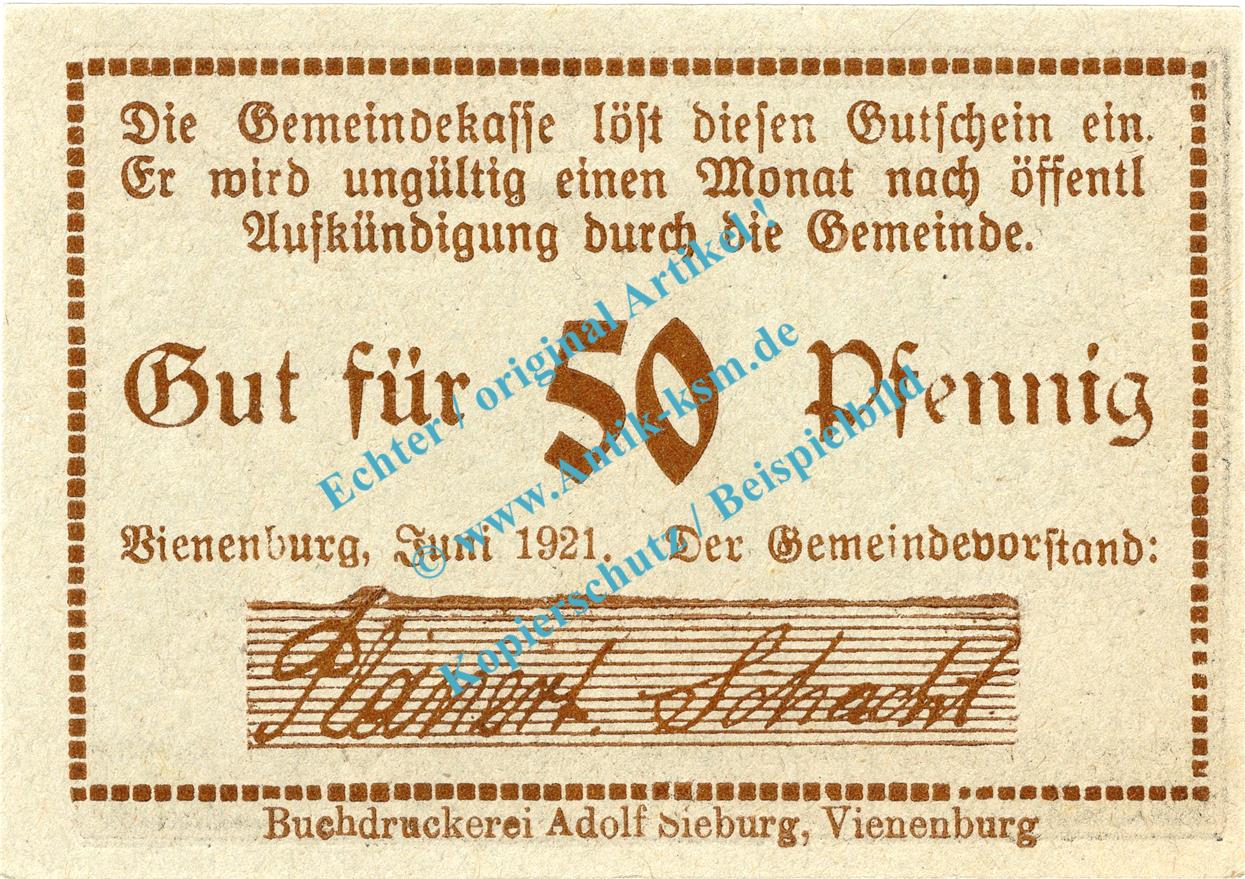 Die Gemeindekasse löst diesen Gutschein ein.
Er wird ungültig einen Monat nach öffentl
Aufkündigung durch die Gemeinde.
Gut für 50 Pfennig
Vienenburg, Juni 1921. Der Gemeindevorstand:
Schacht
Buchdruckerei Adolf Sieburg, Vienenburg
Echter / original Artikel !
© www.Antik-ksm.de
Kopierschutz / Beispielbild